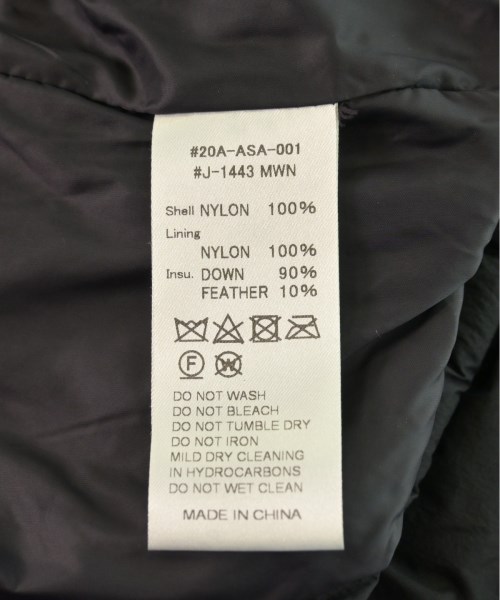 #20A-ASA-001
#J-1443 MWN
Shell NYLON 100%
Lining
NYLON 100%
Insu. DOWN 90%
FEATHER 10%
F W
DO NOT WASH
DO NOT BLEACH
DO NOT TUMBLE DRY
DO NOT IRON
MILD DRY CLEANING
IN HYDROCARBONS
DO NOT WET CLEAN
MADE IN CHINA